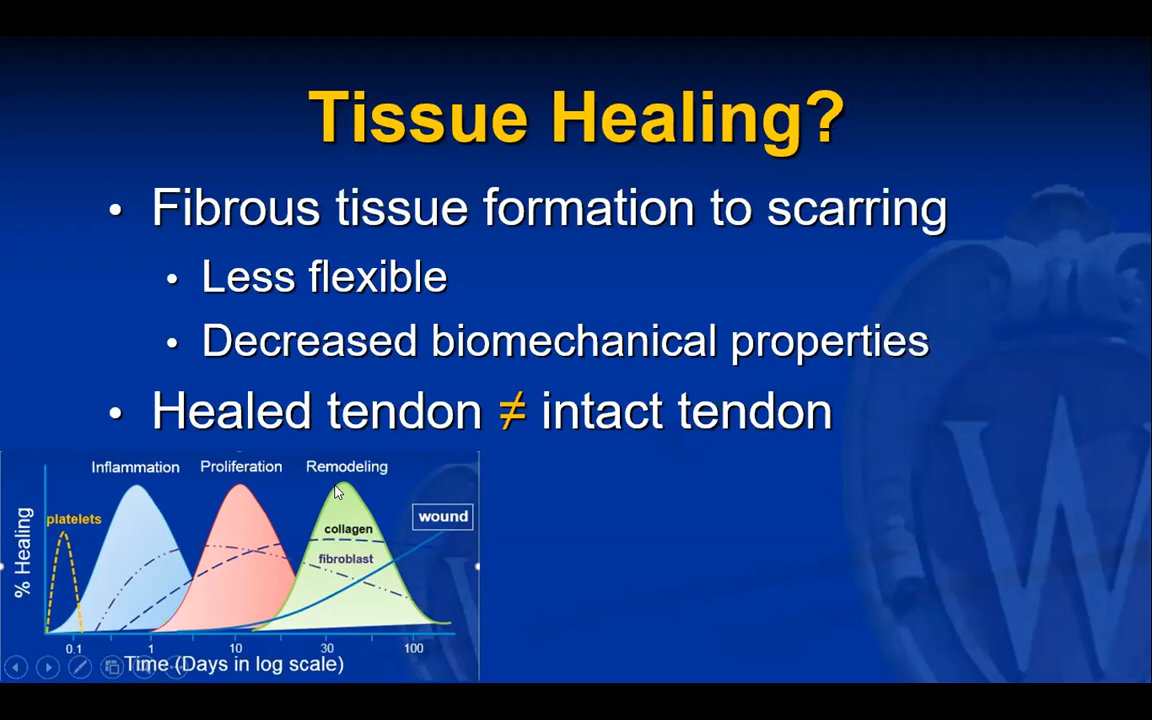 Tissue Healing?
• Fibrous tissue formation to scarring
• Less flexible
• Decreased biomechanical properties
• Healed tendon ≠ intact tendon
Inflammation Proliferation Remodeling
platelets
wound
collagen
fibroblast
% Healing
0.1 1 10 30 100
Time (Days in log scale)
W